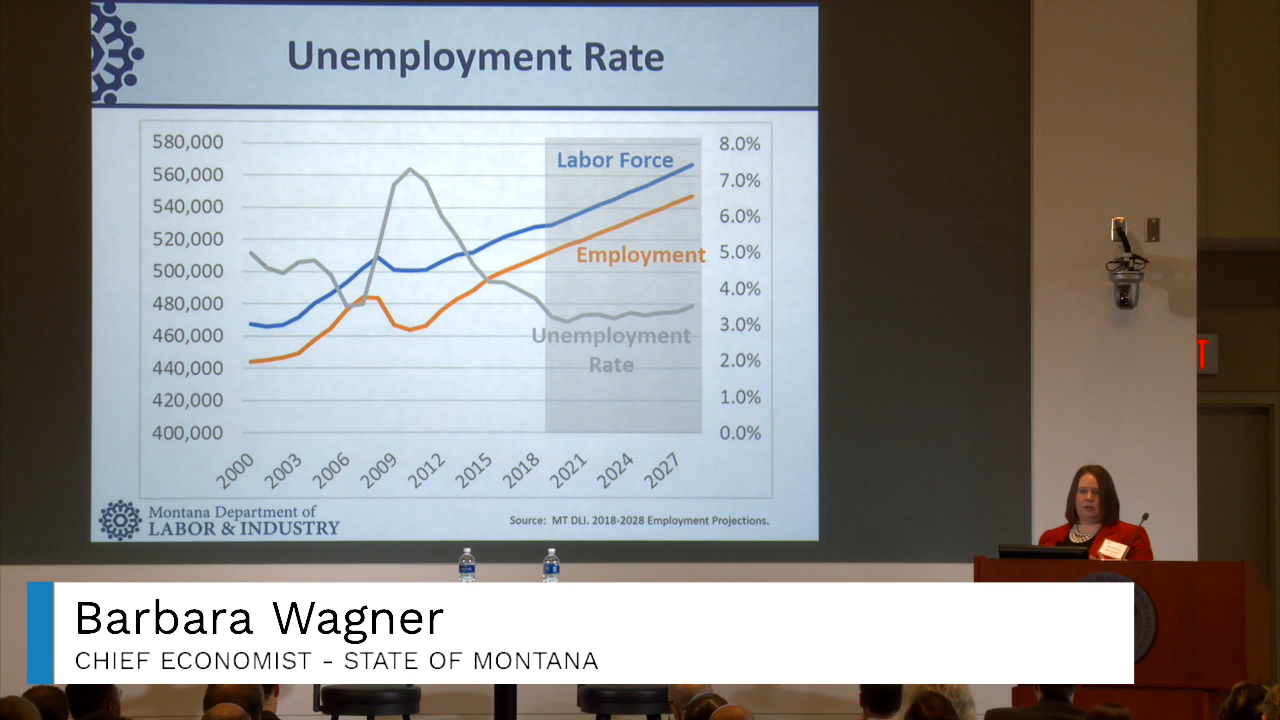 Unemployment Rate
580,000
560,000
540,000
520,000
500,000
480,000
460,000
440,000
420,000
400,000
8.0%
7.0%
6.0%
5.0%
4.0%
3.0%
2.0%
1.0%
0.0%
Labor Force
Employment
Unemployment
Rate
2000
2003
2006
2009
2012
2015
2018
2021
2024
2027
Montana Department of
LABOR & INDUSTRY
Source: MT DLI. 2018-2028 Employment Projections.
T
Barbara Wagner
CHIEF ECONOMIST - STATE OF MONTANA